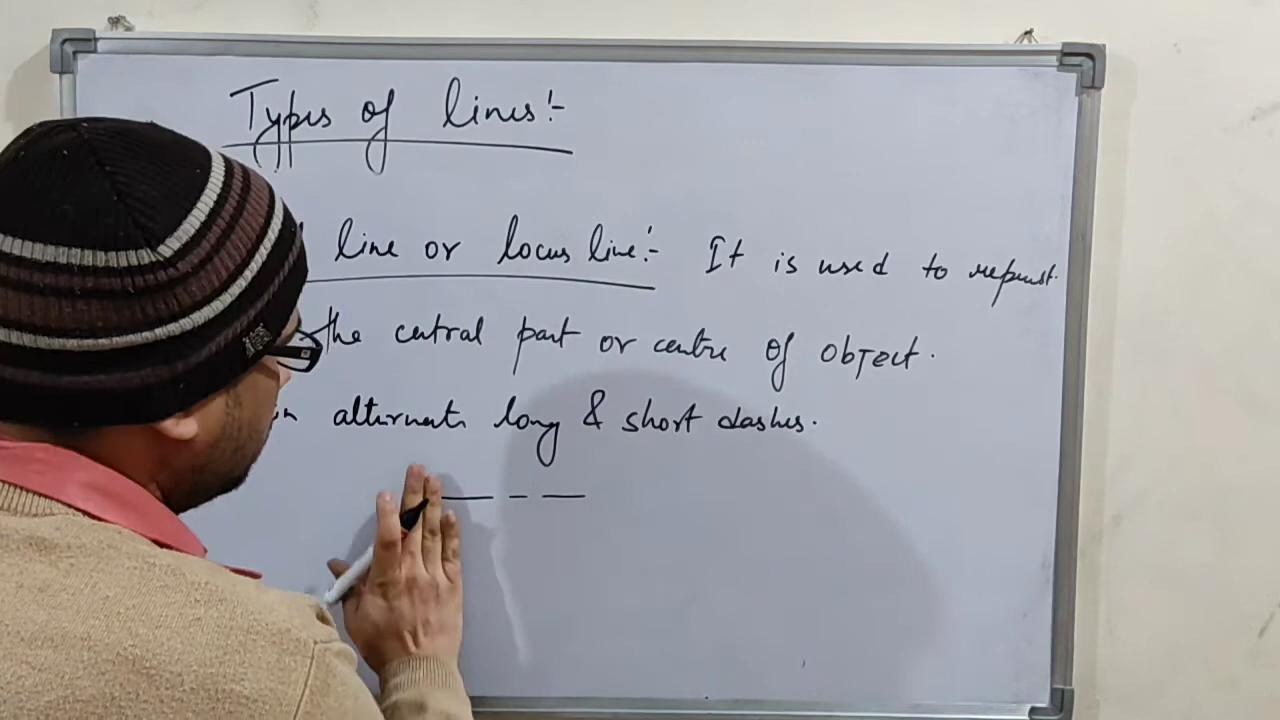 Types of lines:-
line or locus line:- It is used to
the central part or centre of object.
in alternate long & short dashes.